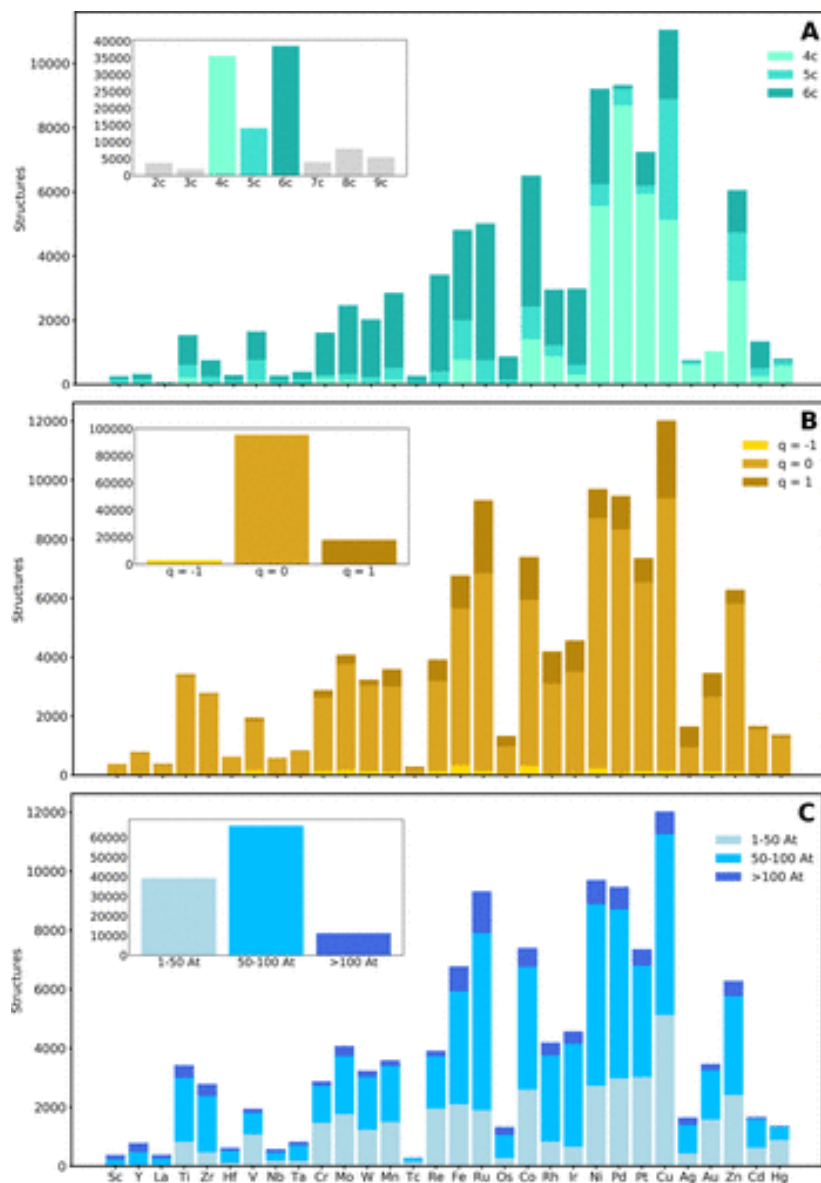 A
40000
35000
30000
25000
20000
15000
10000
5000
0
2c 3c 4c 5c 6c 7c 8c 9c
4c
5c
6c
10000
8000
6000
4000
2000
0
Structures
B
100000
80000
60000
40000
20000
0
q = -1 q = 0 q = 1
q = -1
q = 0
q = 1
12000
10000
8000
6000
4000
2000
0
Structures
C
60000
50000
40000
30000
20000
10000
0
1-50 At 50-100 At >100 At
1-50 At
50-100 At
>100 At
12000
10000
8000
6000
4000
2000
0
Structures
Sc Y La Ti Zr Hf V Nb Ta Cr Mo W Mn Tc Re Fe Ru Os Co Rh Ir Ni Pd Pt Cu Ag Au Zn Cd Hg